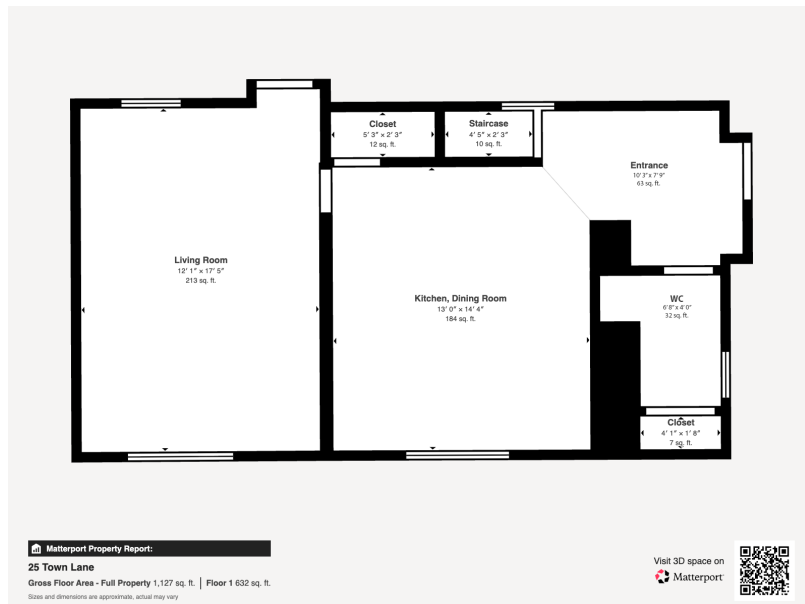 Closet
5' 3" × 2' 3"
12 sq. ft.
Staircase
4' 5" × 2' 3"
10 sq. ft.
Entrance
10'3"x 7'9"
63 sq. ft.
Living Room
12' 1" × 17' 5"
213 sq. ft.
Kitchen, Dining Room
13' 0" × 14' 4"
184 sq. ft.
WC
6'8"x 4'0"
32 sq. ft.
Closet
4' 1" × 1' 8"
7 sq. ft.
Matterport Property Report:
25 Town Lane
Gross Floor Area - Full Property 1,127 sq. ft. | Floor 1 632 sq. ft.
Sizes and dimensions are approximate, actual may vary
Visit 3D space on
Matterport